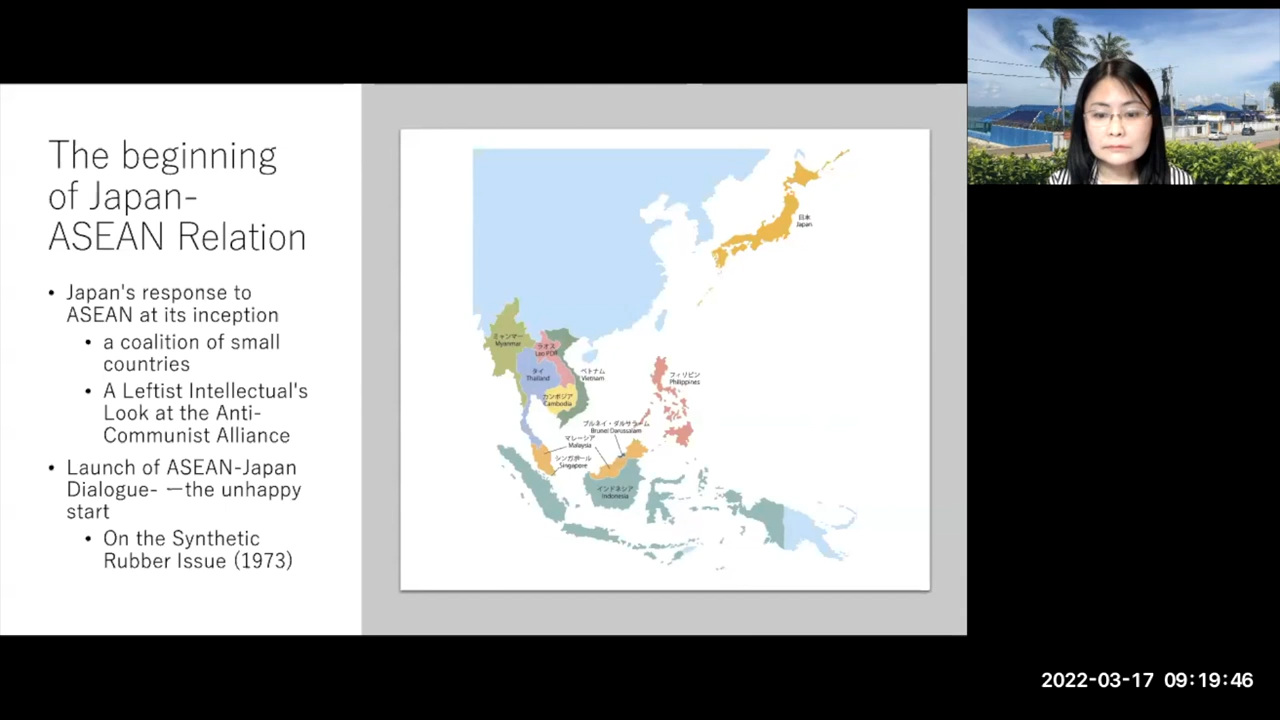 The beginning
of Japan-
ASEAN Relation
• Japan's response to
ASEAN at its inception
• a coalition of small
countries
• A Leftist Intellectual's
Look at the Anti-
Communist Alliance
• Launch of ASEAN-Japan
Dialogue- —the unhappy
start
• On the Synthetic
Rubber Issue (1973)
日本
Japan
ミャンマー
Myanmar
ラオス
Lao PDR
タイ
Thailand
ベトナム
Vietnam
カンボジア
Cambodia
フィリピン
Philippines
ブルネイ・ダルサラーム
Brunei Darussalam
マレーシア
Malaysia
シンガポール
Singapore
インドネシア
Indonesia
2022-03-17 09:19:46